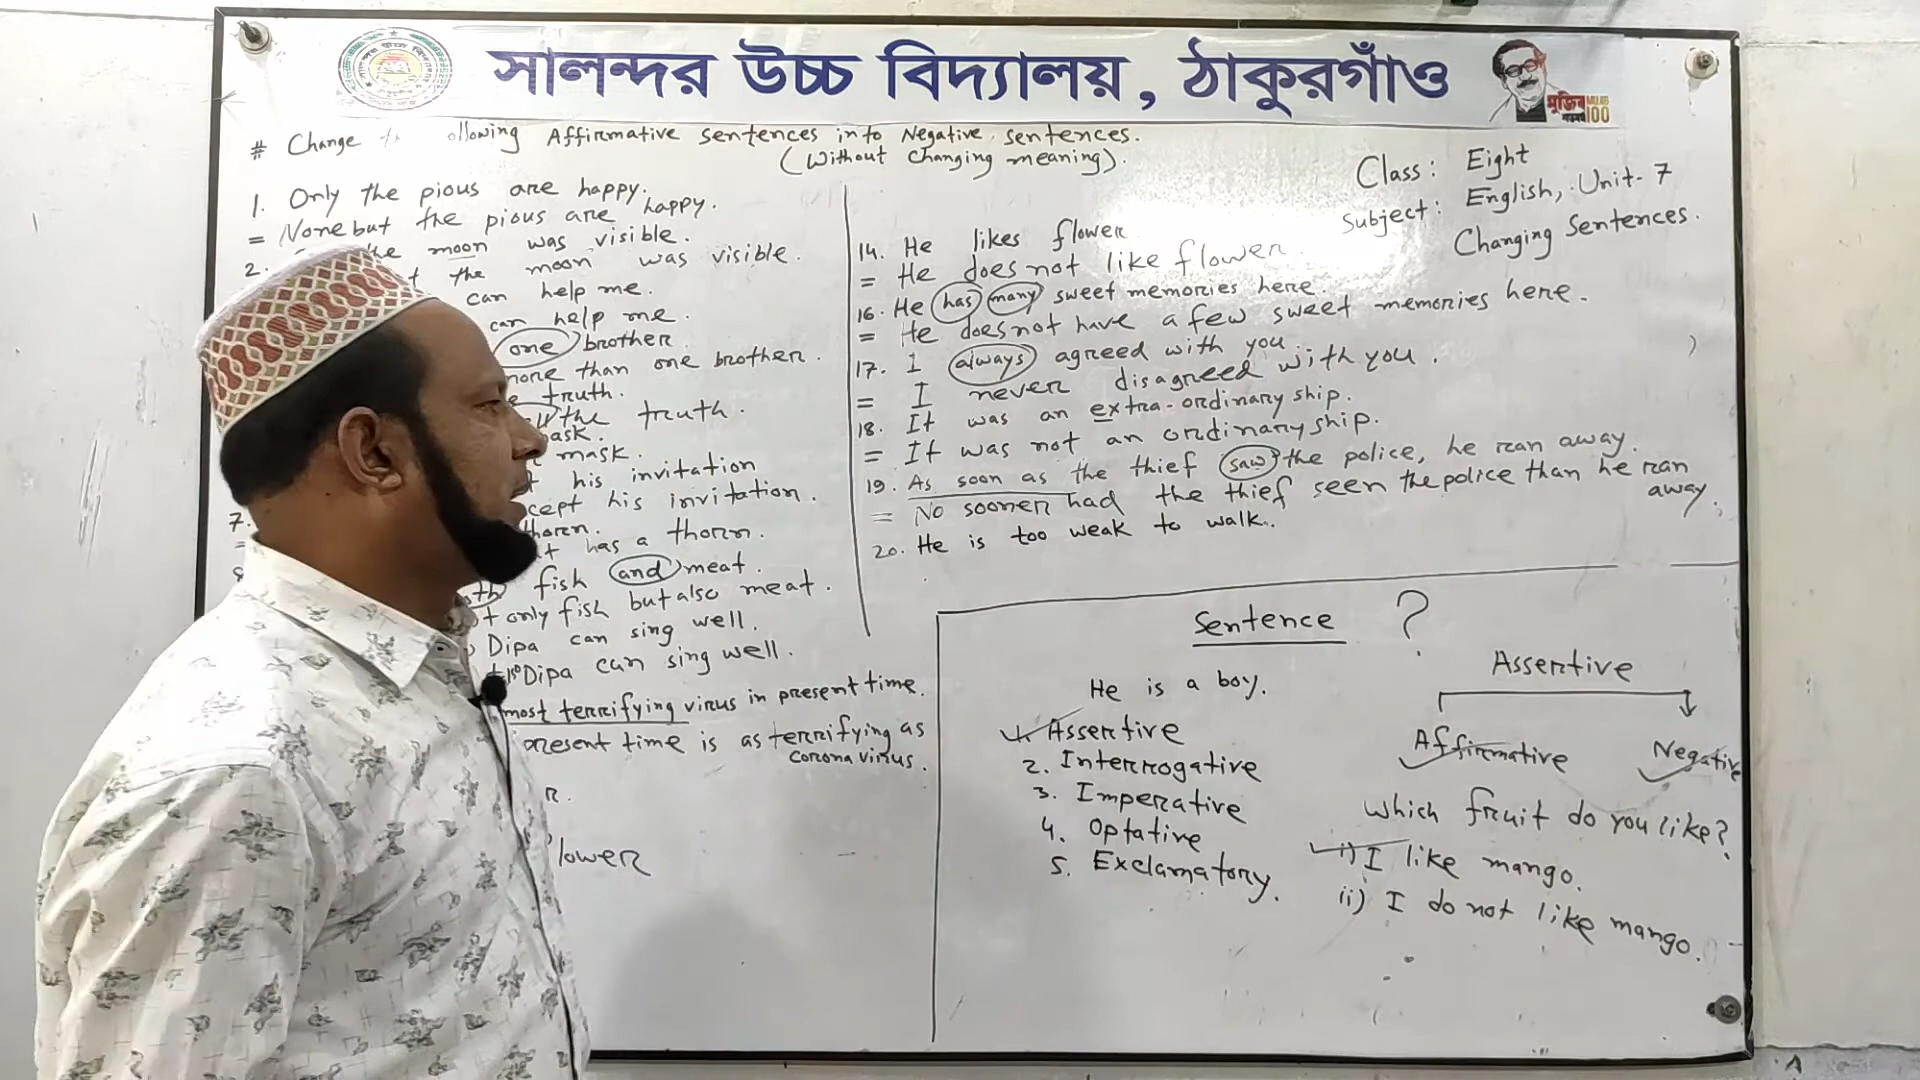 সালন্দর উচ্চ বিদ্যালয়, ঠাকুরগাঁও
মুজিব
100
# Change ollowing Affirmative sentences into Negative sentences.
(Without changing meaning).
1. Only the pious are happy.
= None but the pious are happy.
2. the moon was visible.
the moon was visible.
can help me.
can help me.
one brother
more than one brother.
truth.
the truth.
mask.
his invitation
cept his invitation.
7.
thorn.
has a thorn.
fish and meat.
only fish but also meat.
Dipa can sing well.
Dipa can sing well.
most terrifying virus in present time.
present time is as terrifying as
corona virus.
R.
lower
Class: Eight
Subject: English, Unit-7
Changing Sentences.
14. He likes flower
= He does not like flower
16. He has many sweet memories here.
= He does not have a few sweet memories here.
17. I always agreed with you
= I never disagreed with you.
18. It was an extra-ordinary ship.
= It was not an ordinary ship.
19. As soon as the thief saw the police, he ran away.
= No sooner had the thief seen the police than he ran
away.
20. He is too weak to walk.
Sentence ?
He is a boy.
1. Assertive
2. Interrogative
3. Imperative
4. Optative
5. Exclamatory.
Assertive
Affirmative Negative
Which fruit do you like?
i) I like mango.
ii) I do not like mango.